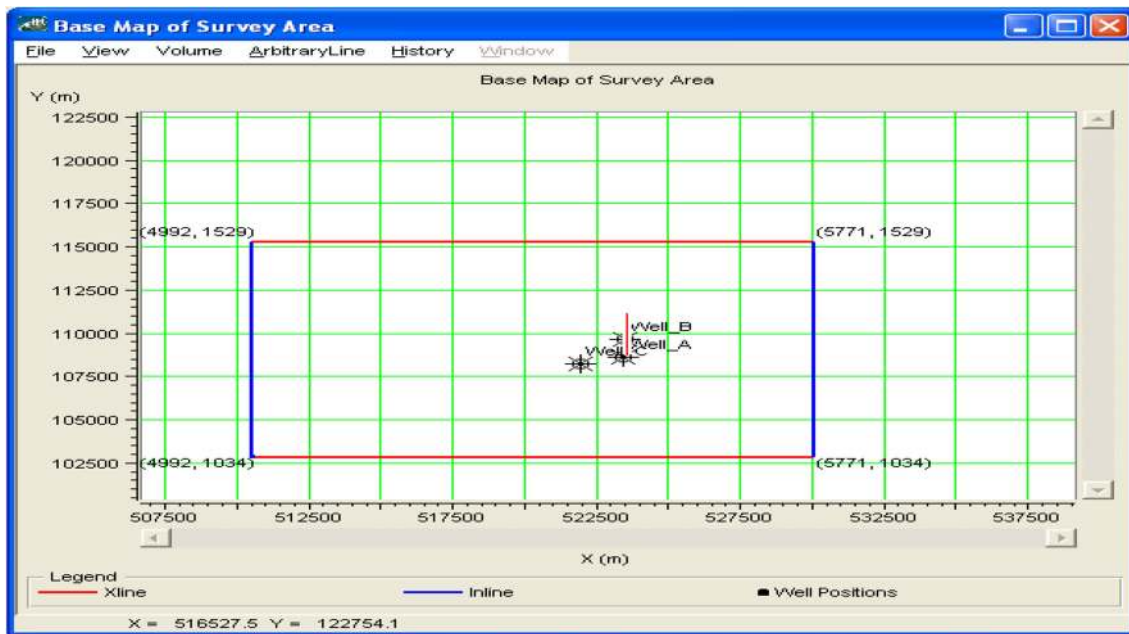 Base Map of Survey Area
File View Volume ArbitraryLine History Window
Base Map of Survey Area
Y (m)
122500
120000
117500
(4992, 1529) (5771, 1529)
115000
112500
110000
Well_B
Well_A
Well_C
107500
105000
102500
(4992, 1034) (5771, 1034)
507500 512500 517500 522500 527500 532500 537500
X (m)
Legend
Xline Inline Well Positions
X = 516527.5 Y = 122754.1